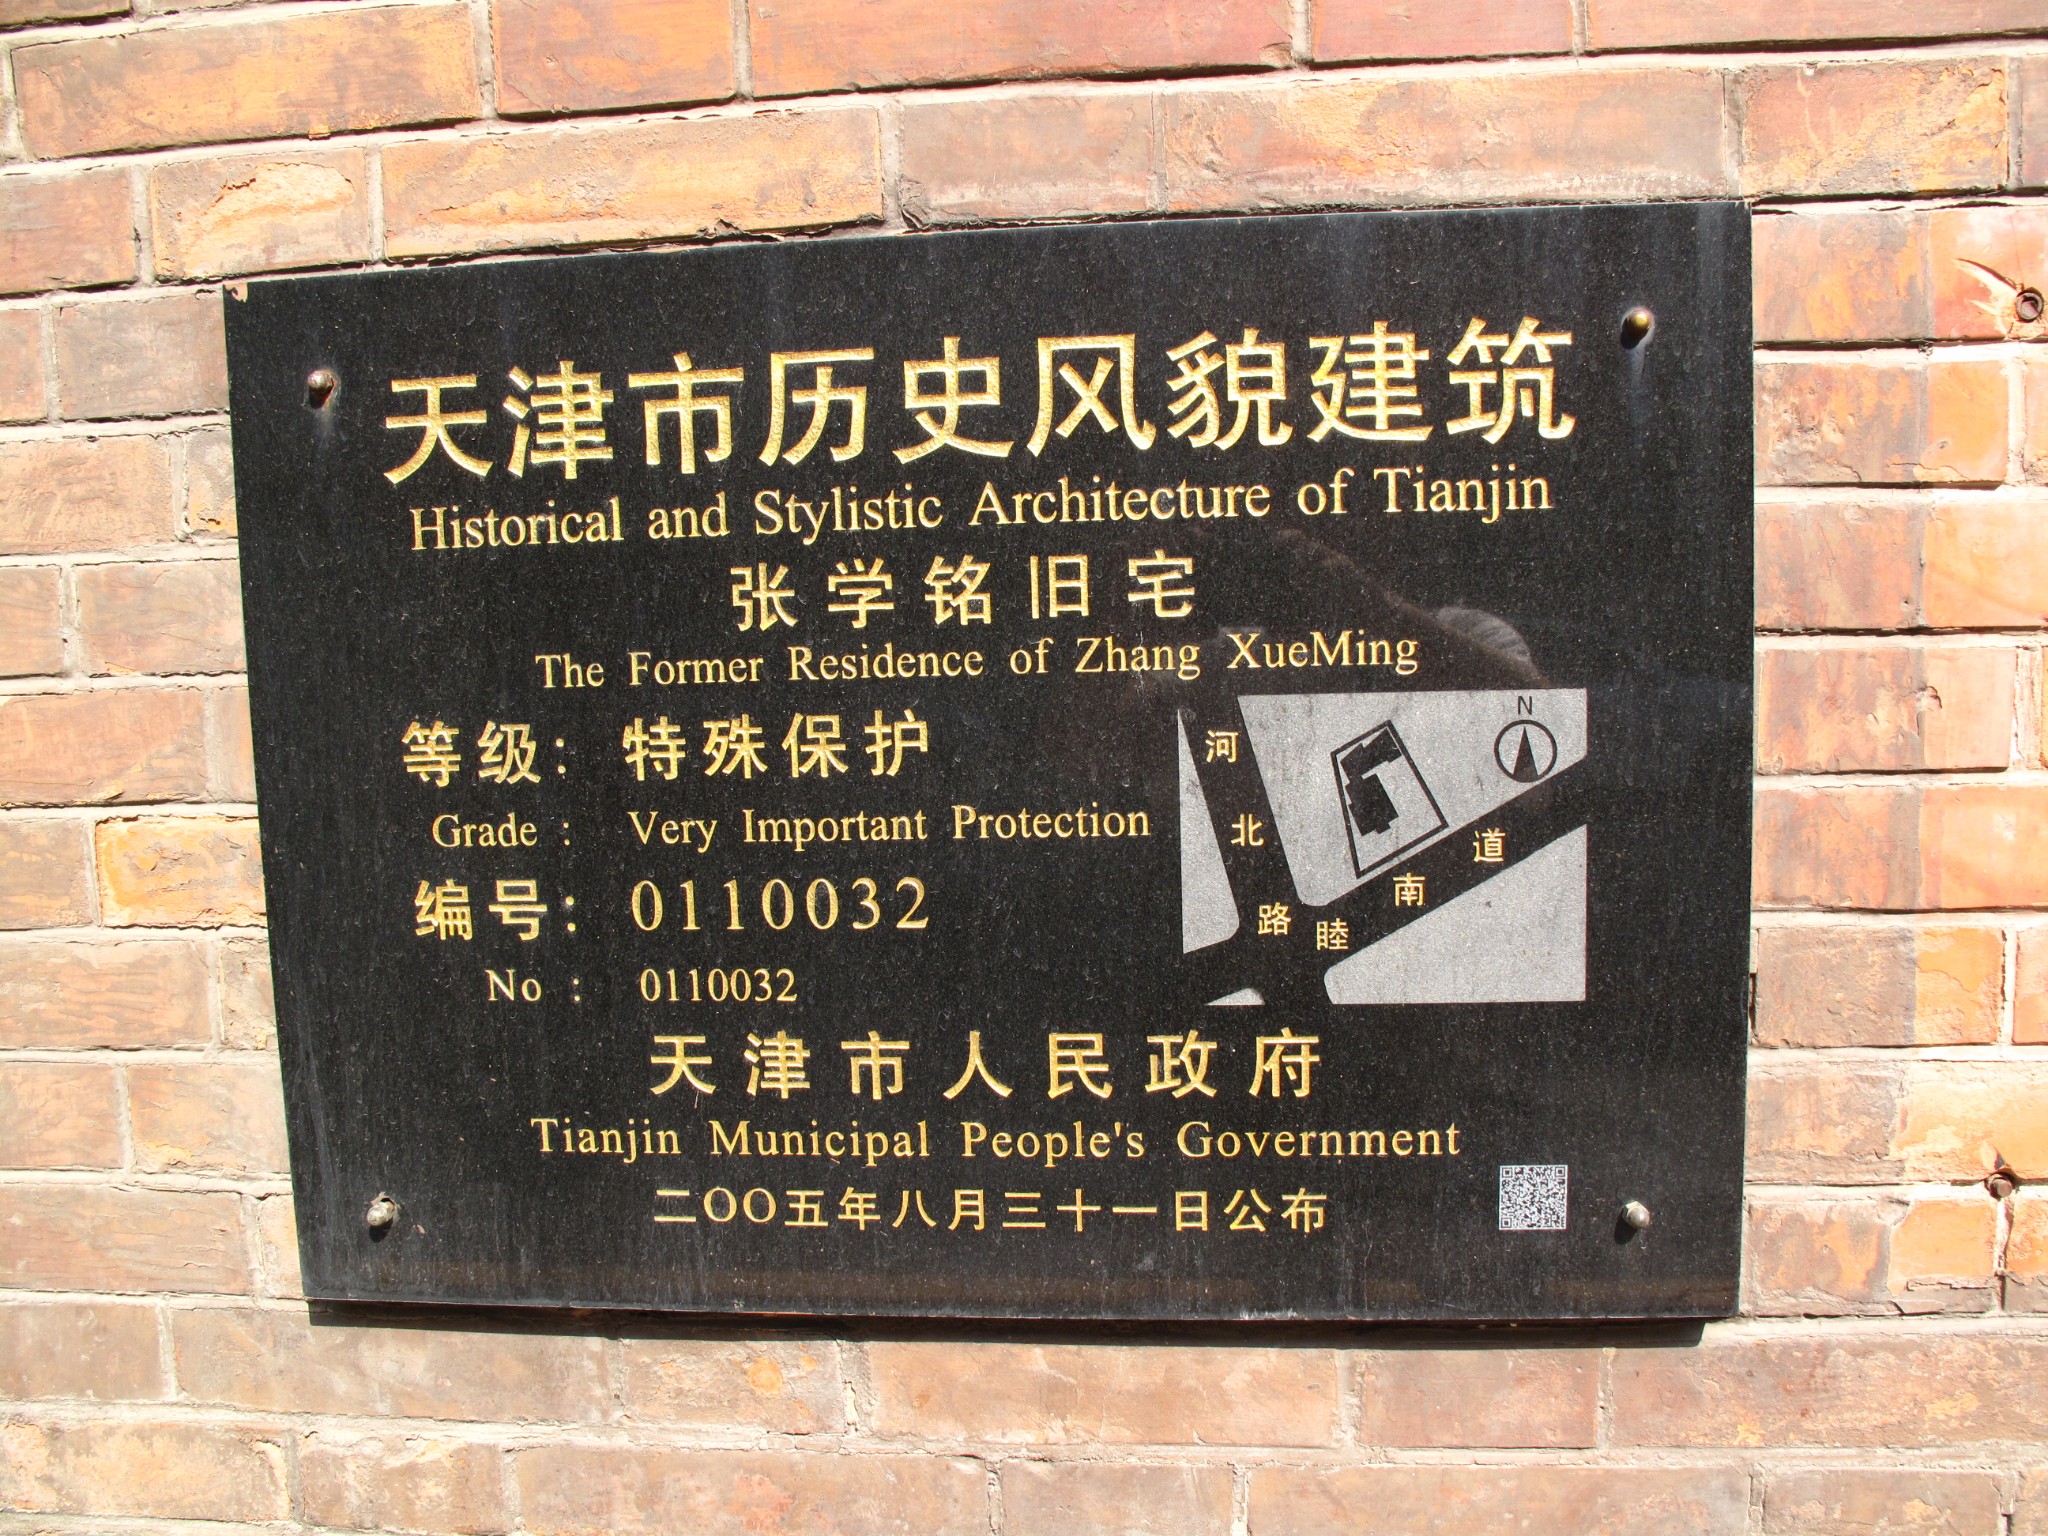 天津市历史风貌建筑
Historical and Stylistic Architecture of Tianjin
张学铭旧宅
The Former Residence of Zhang XueMing
等级: 特殊保护
Grade : Very Important Protection
编号: 0110032
No : 0110032
N
河北路
睦南道
天津市人民政府
Tianjin Municipal People's Government
二OO五年八月三十一日公布